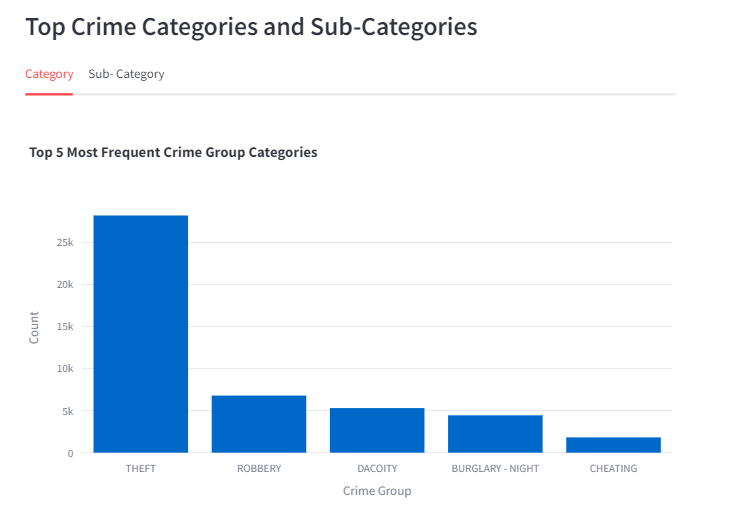 Top Crime Categories and Sub-Categories
Category Sub- Category
Top 5 Most Frequent Crime Group Categories
25k
20k
15k
10k
5k
0
Count
THEFT ROBBERY DACOITY BURGLARY - NIGHT CHEATING
Crime Group